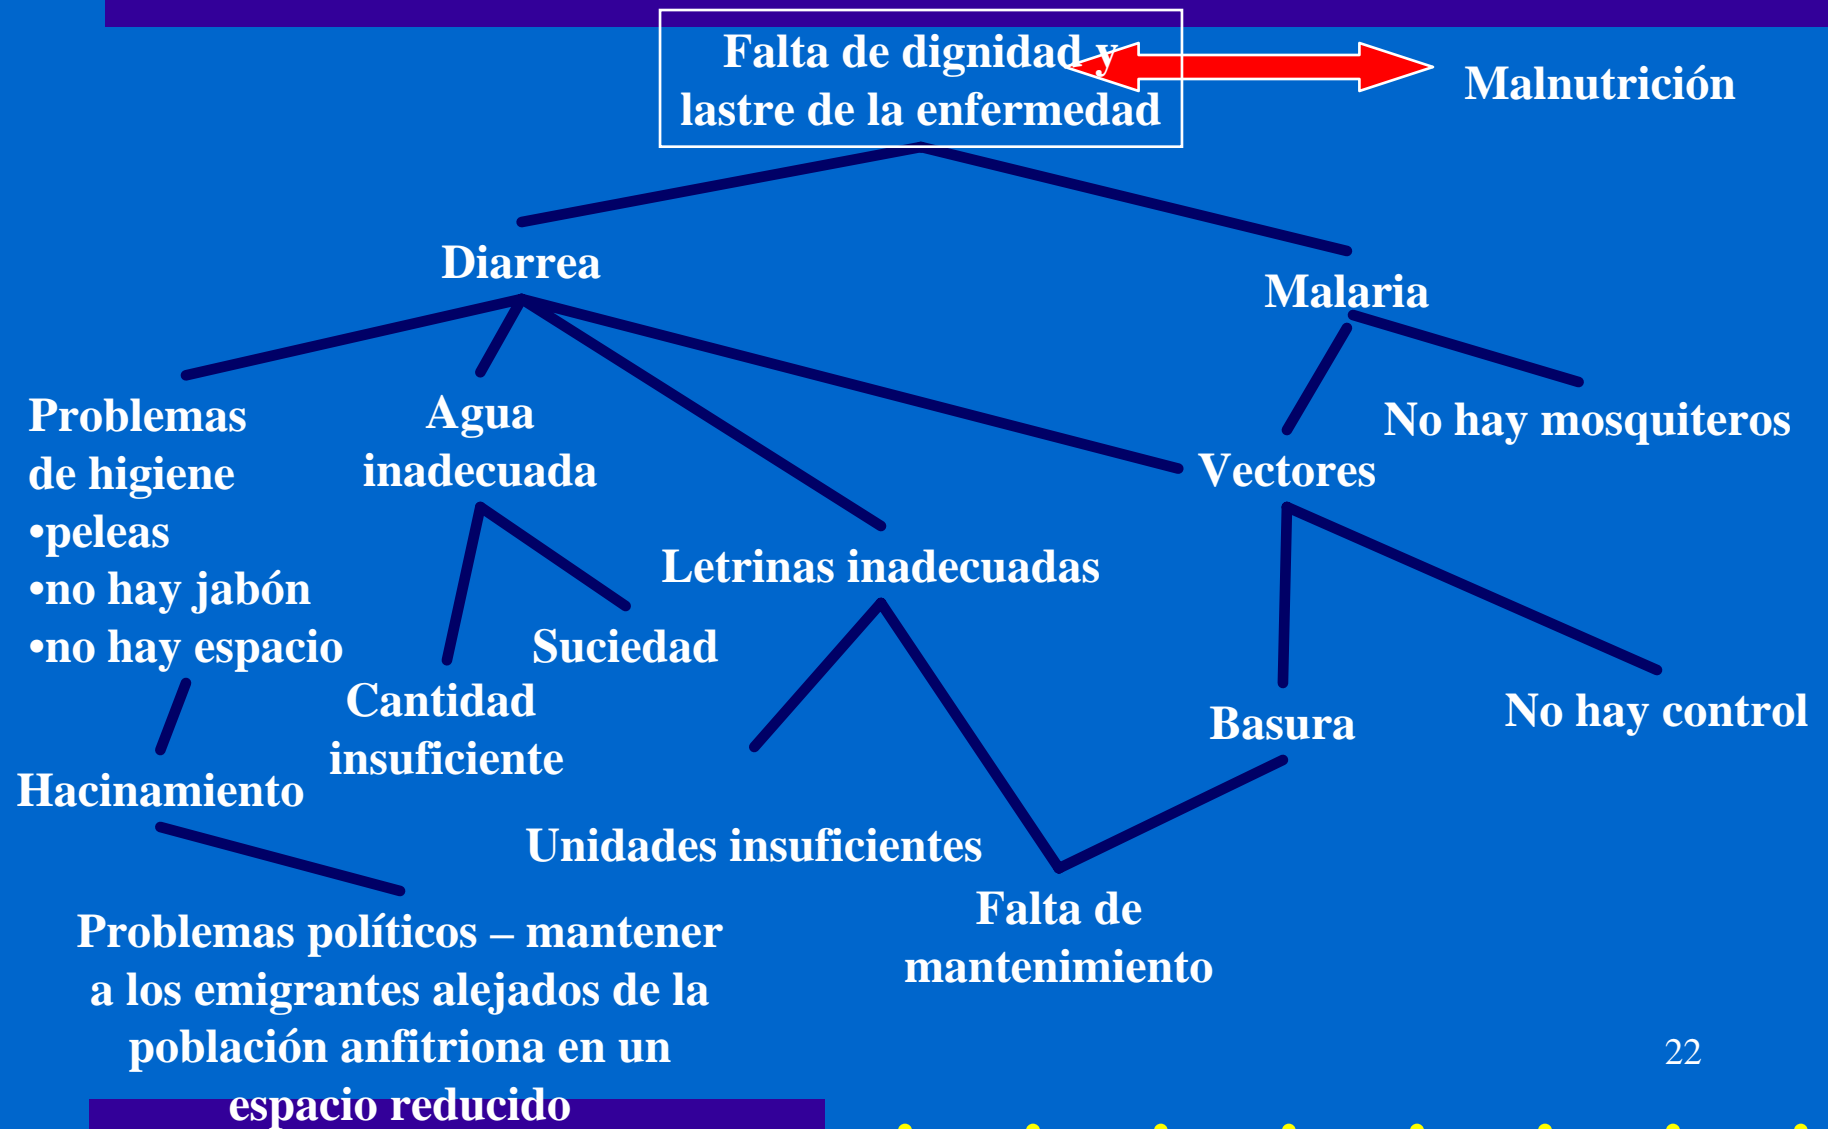 Falta de dignidad y
lastre de la enfermedad
Malnutrición
Diarrea
Malaria
Problemas
de higiene
•peleas
•no hay jabón
•no hay espacio
Agua
inadecuada
No hay mosquiteros
Vectores
Letrinas inadecuadas
Suciedad
Cantidad
insuficiente
Basura
No hay control
Hacinamiento
Unidades insuficientes
Falta de
mantenimiento
Problemas políticos – mantener
a los emigrantes alejados de la
población anfitriona en un
espacio reducido
22